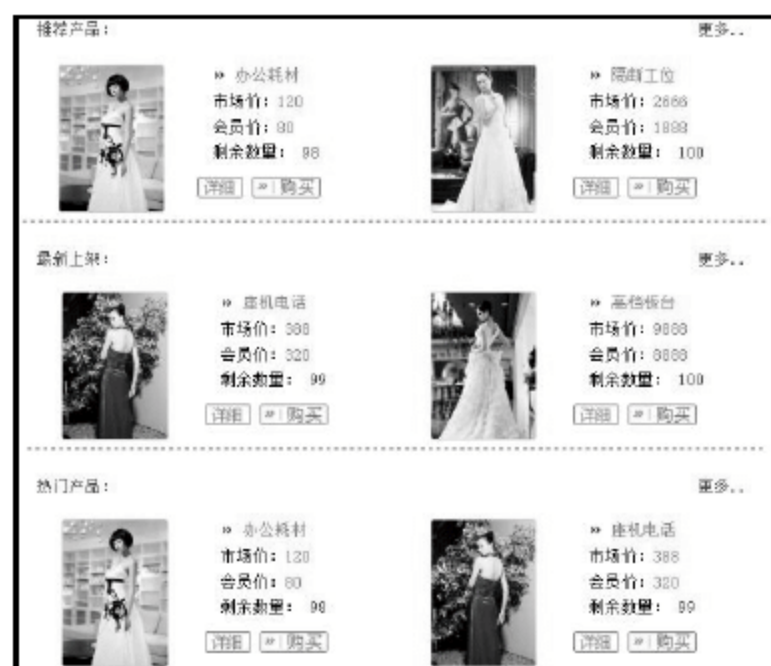 推荐产品： 更多..
» 办公耗材 » 隔断工位
市场价：120 市场价：2666
会员价：80 会员价：1888
剩余数量： 98 剩余数量： 100
详细 »|购买 详细 »|购买
最新上架： 更多..
» 座机电话 » 高档板台
市场价：388 市场价：9888
会员价：320 会员价：8888
剩余数量： 99 剩余数量： 100
详细 »|购买 详细 »|购买
热门产品： 更多..
» 办公耗材 » 座机电话
市场价：120 市场价：388
会员价：80 会员价：320
剩余数量： 98 剩余数量： 99
详细 »|购买 详细 »|购买